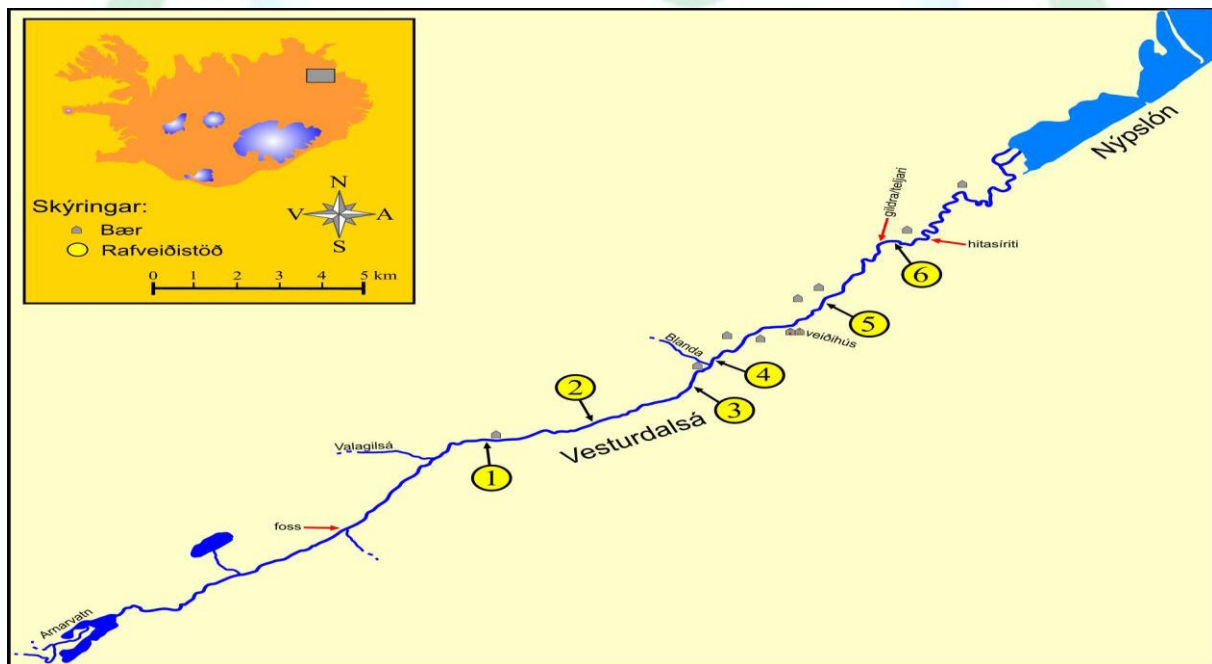 N
V
A
S
Skýringar:
Bær
Rafveiðistöð
0 1 2 3 4 5 km
Nýpslón
gildra/teljari
hitasíriti
6
5
veiðihús
Blanda
4
3
2
Vesturdalsá
1
Valagilsá
foss
Arnarvatn